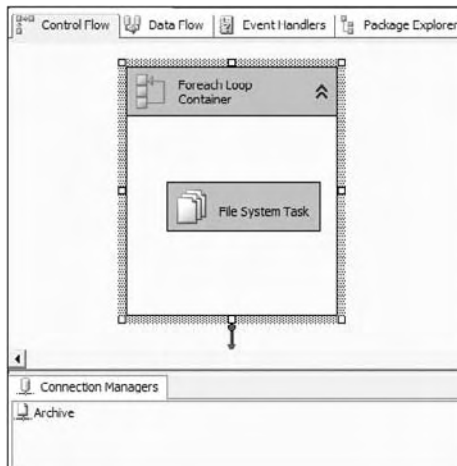 Control Flow
Data Flow
Event Handlers
Package Explorer
Foreach Loop
Container
File System Task
Connection Managers
Archive